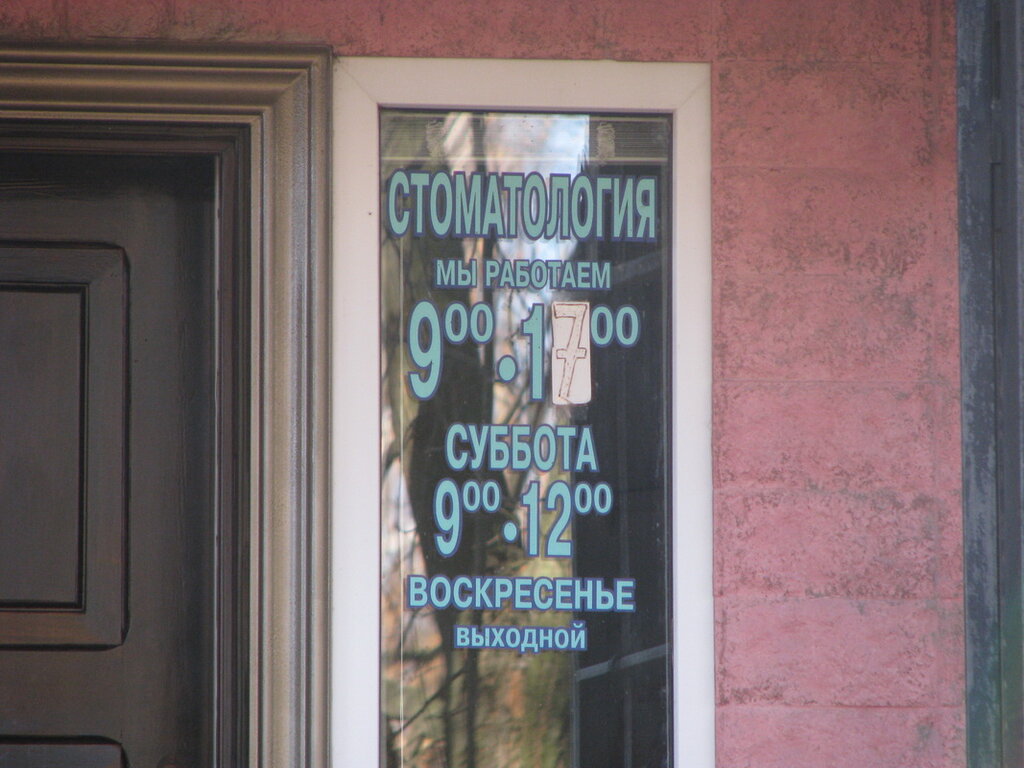 СТОМАТОЛОГИЯ
МЫ РАБОТАЕМ
9⁰⁰·17⁰⁰
СУББОТА
9⁰⁰·12⁰⁰
ВОСКРЕСЕНЬЕ
ВЫХОДНОЙ